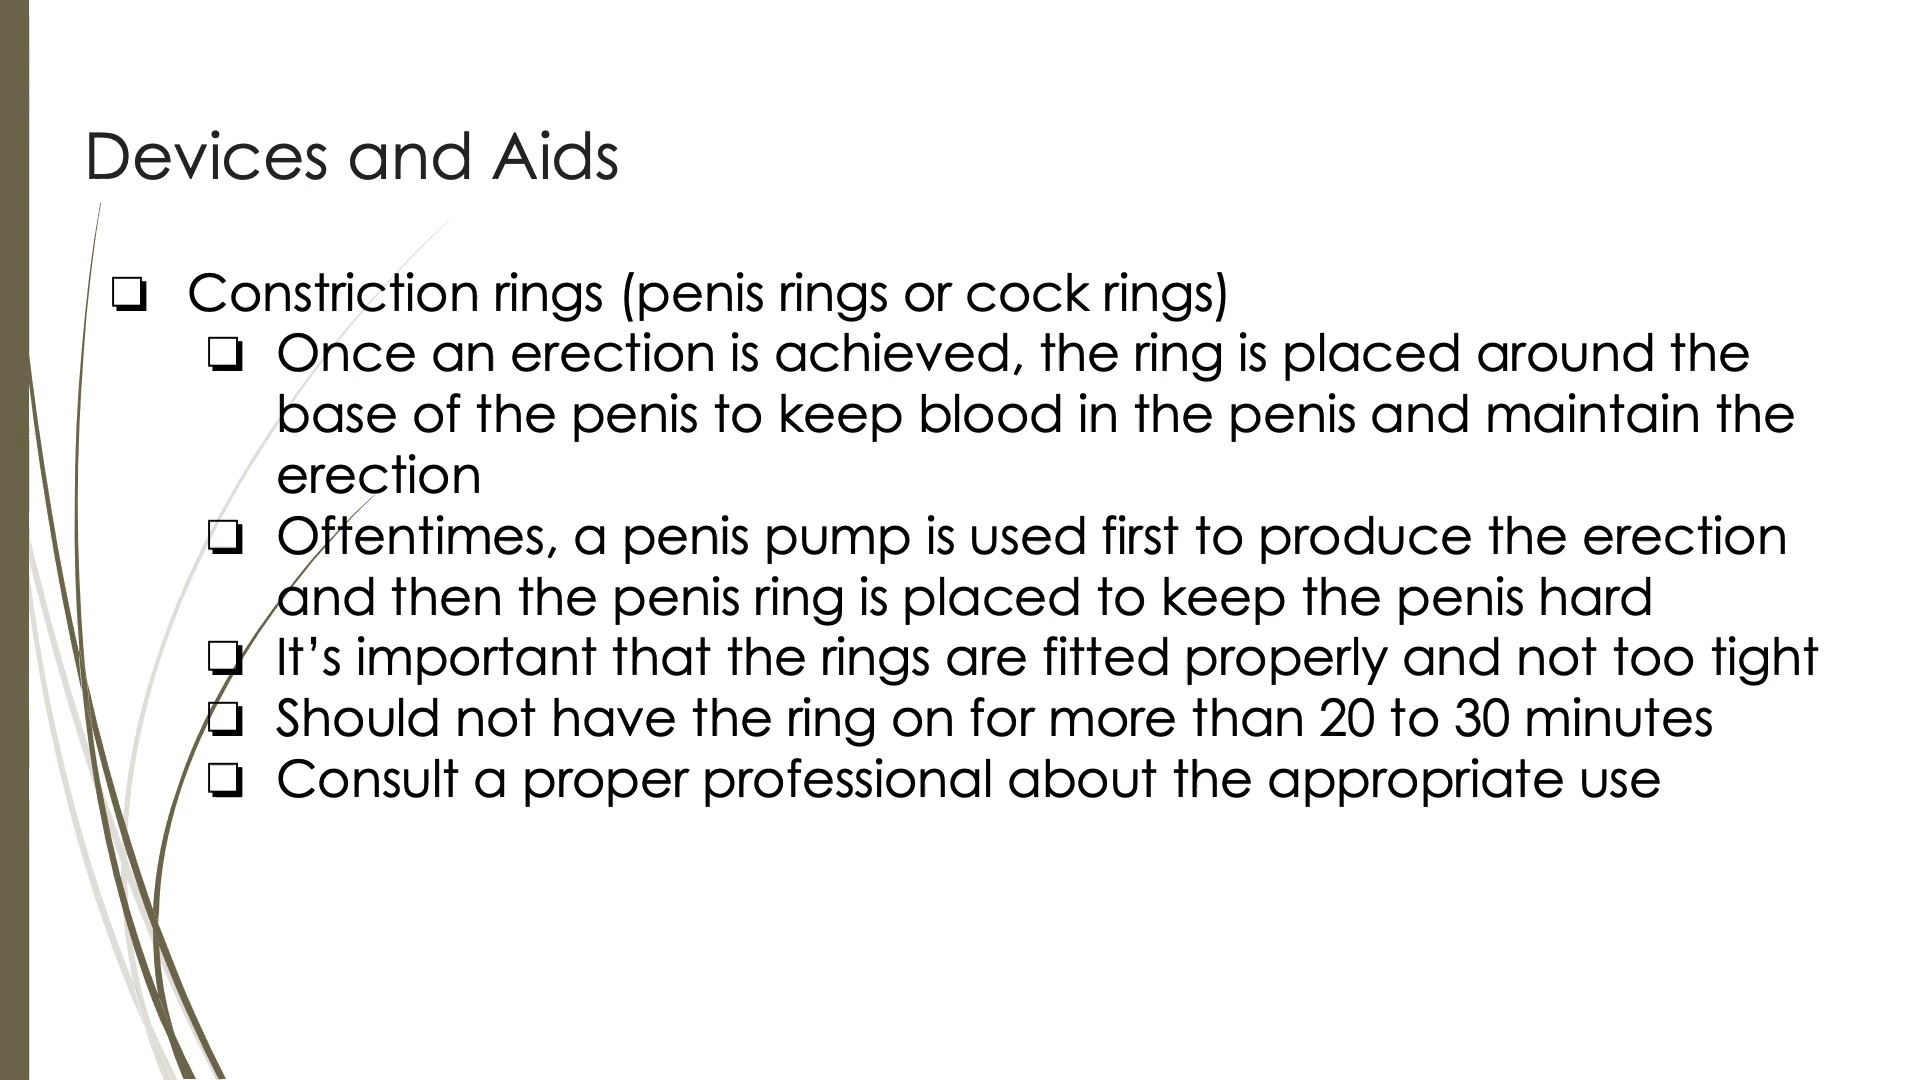 Devices and Aids
❏ Constriction rings (penis rings or cock rings)
❏ Once an erection is achieved, the ring is placed around the
base of the penis to keep blood in the penis and maintain the
erection
❏ Oftentimes, a penis pump is used first to produce the erection
and then the penis ring is placed to keep the penis hard
❏ It’s important that the rings are fitted properly and not too tight
❏ Should not have the ring on for more than 20 to 30 minutes
❏ Consult a proper professional about the appropriate use